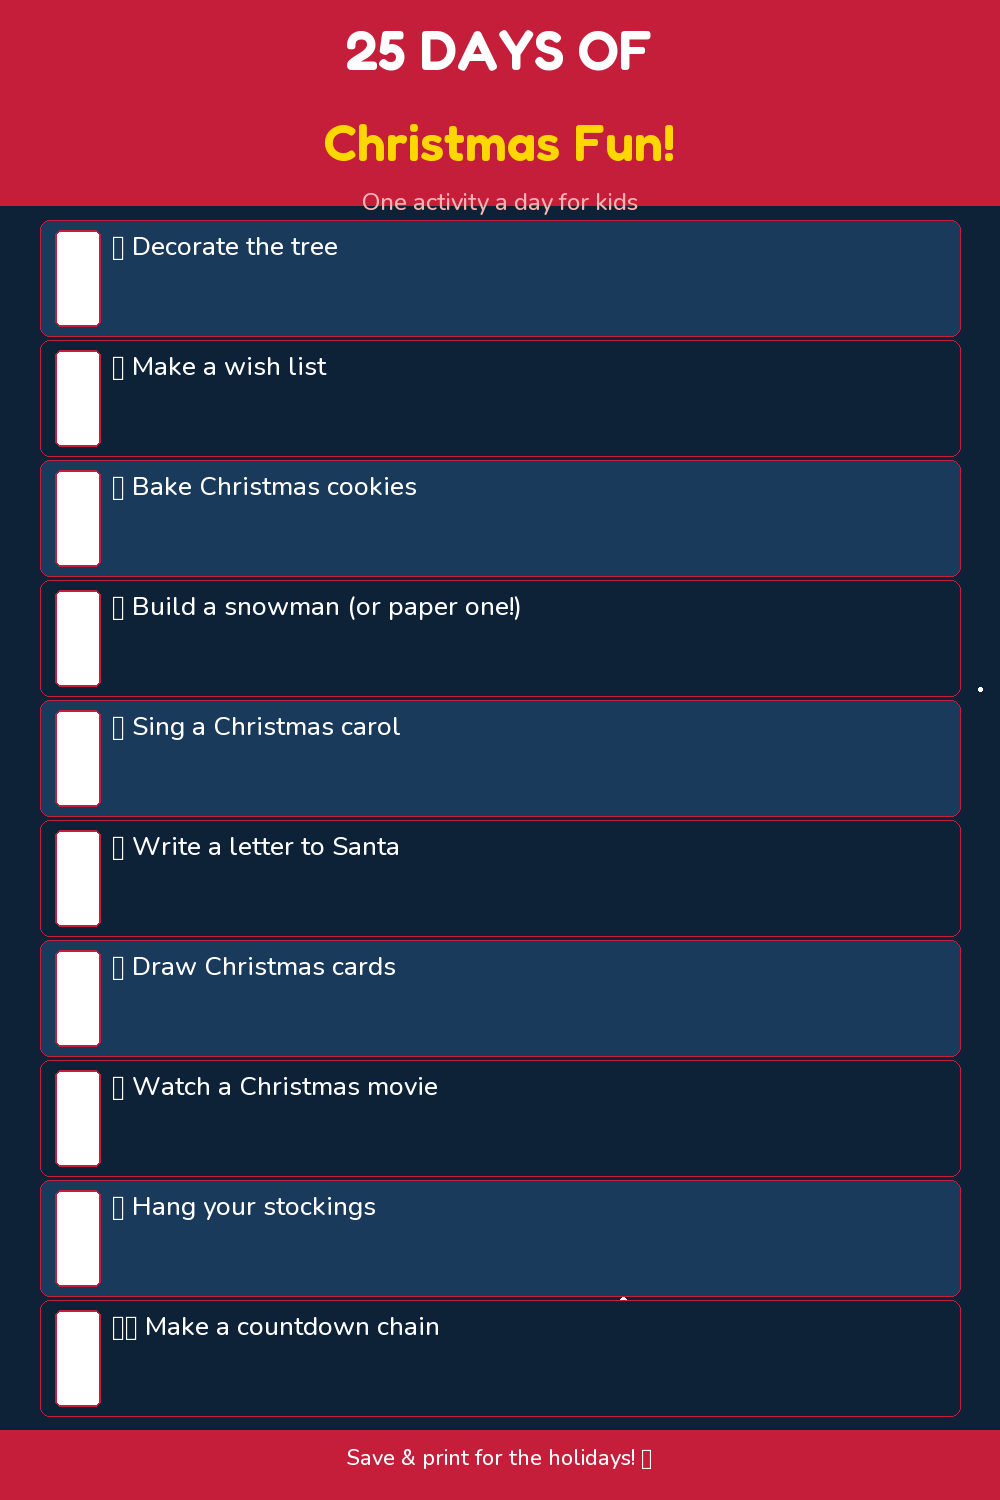 25 DAYS OF
Christmas Fun!
One activity a day for kids
Decorate the tree
Make a wish list
Bake Christmas cookies
Build a snowman (or paper one!)
Sing a Christmas carol
Write a letter to Santa
Draw Christmas cards
Watch a Christmas movie
Hang your stockings
Make a countdown chain
Save & print for the holidays!